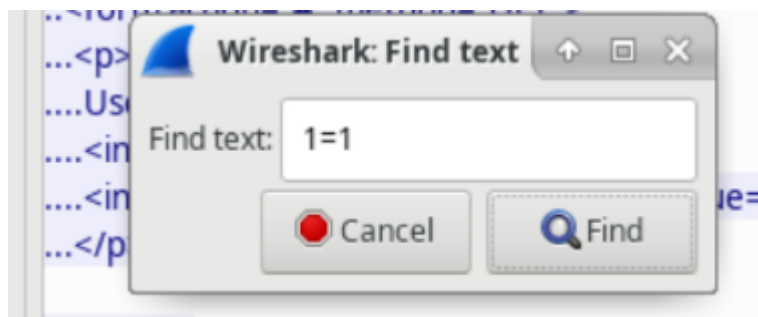 Wireshark: Find text
...<p>
....Us
Find text: 1=1
....<in
....<in
ue=
Cancel
Find
...</p